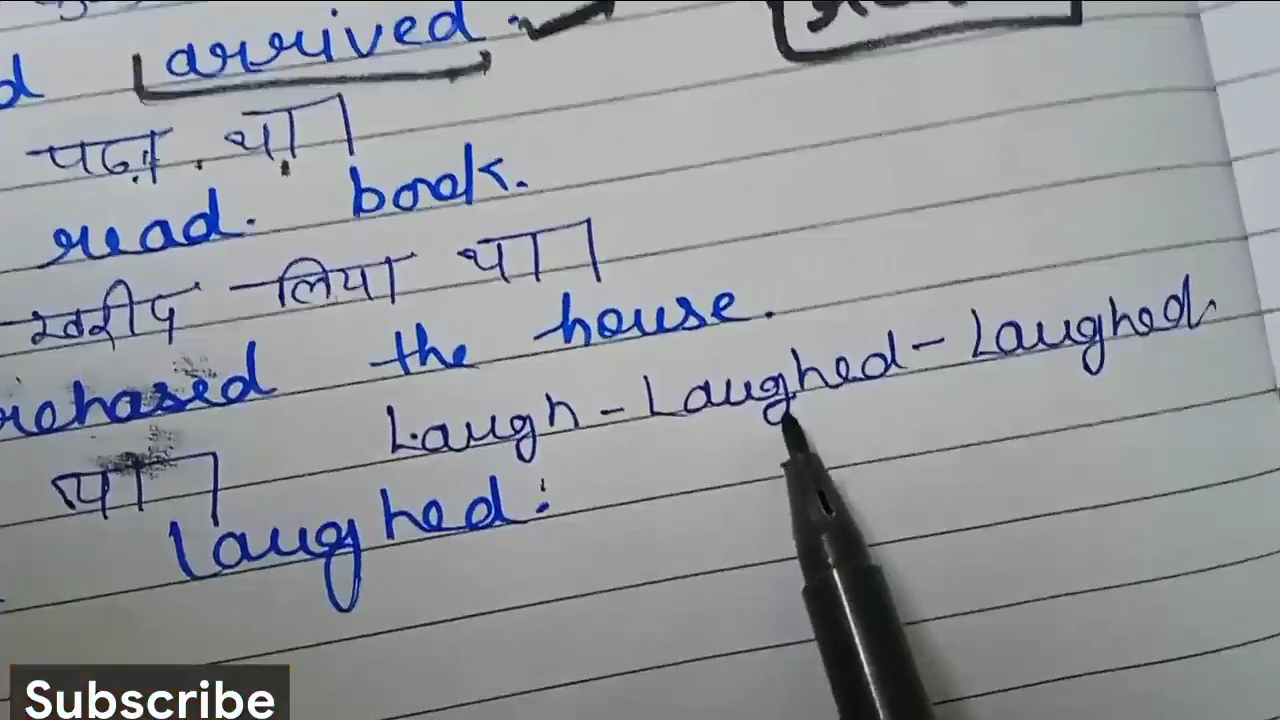 d arrived
पढ़ा था।
read. book.
खरीद लिया था।
rchased the house.
Laugh - Laughed - Laughed.
था।
laughed.
Subscribe